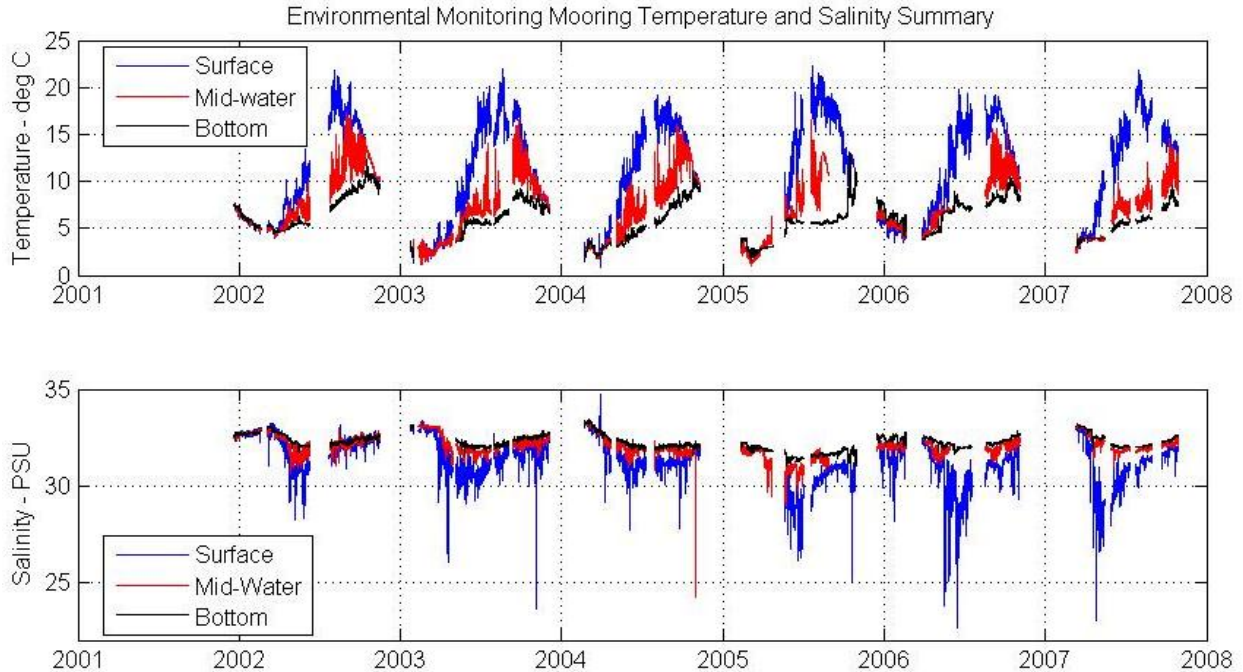 Environmental Monitoring Mooring Temperature and Salinity Summary
Temperature - deg C
25
20
15
10
5
0
Surface
Mid-water
Bottom
2001 2002 2003 2004 2005 2006 2007 2008
Salinity - PSU
35
30
25
Surface
Mid-Water
Bottom
2001 2002 2003 2004 2005 2006 2007 2008